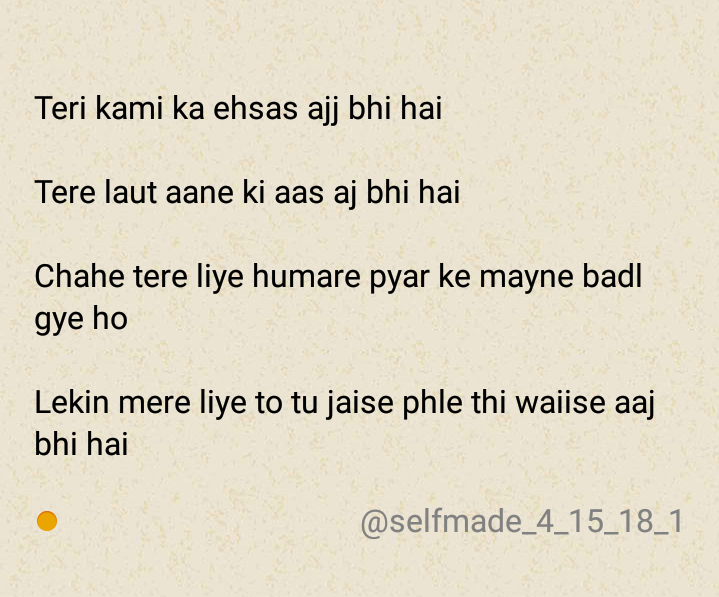 Teri kami ka ehsas ajj bhi hai
Tere laut aane ki aas aj bhi hai
Chahe tere liye humare pyar ke mayne badl
gye ho
Lekin mere liye to tu jaise phle thi waiise aaj
bhi hai
@selfmade_4_15_18_1